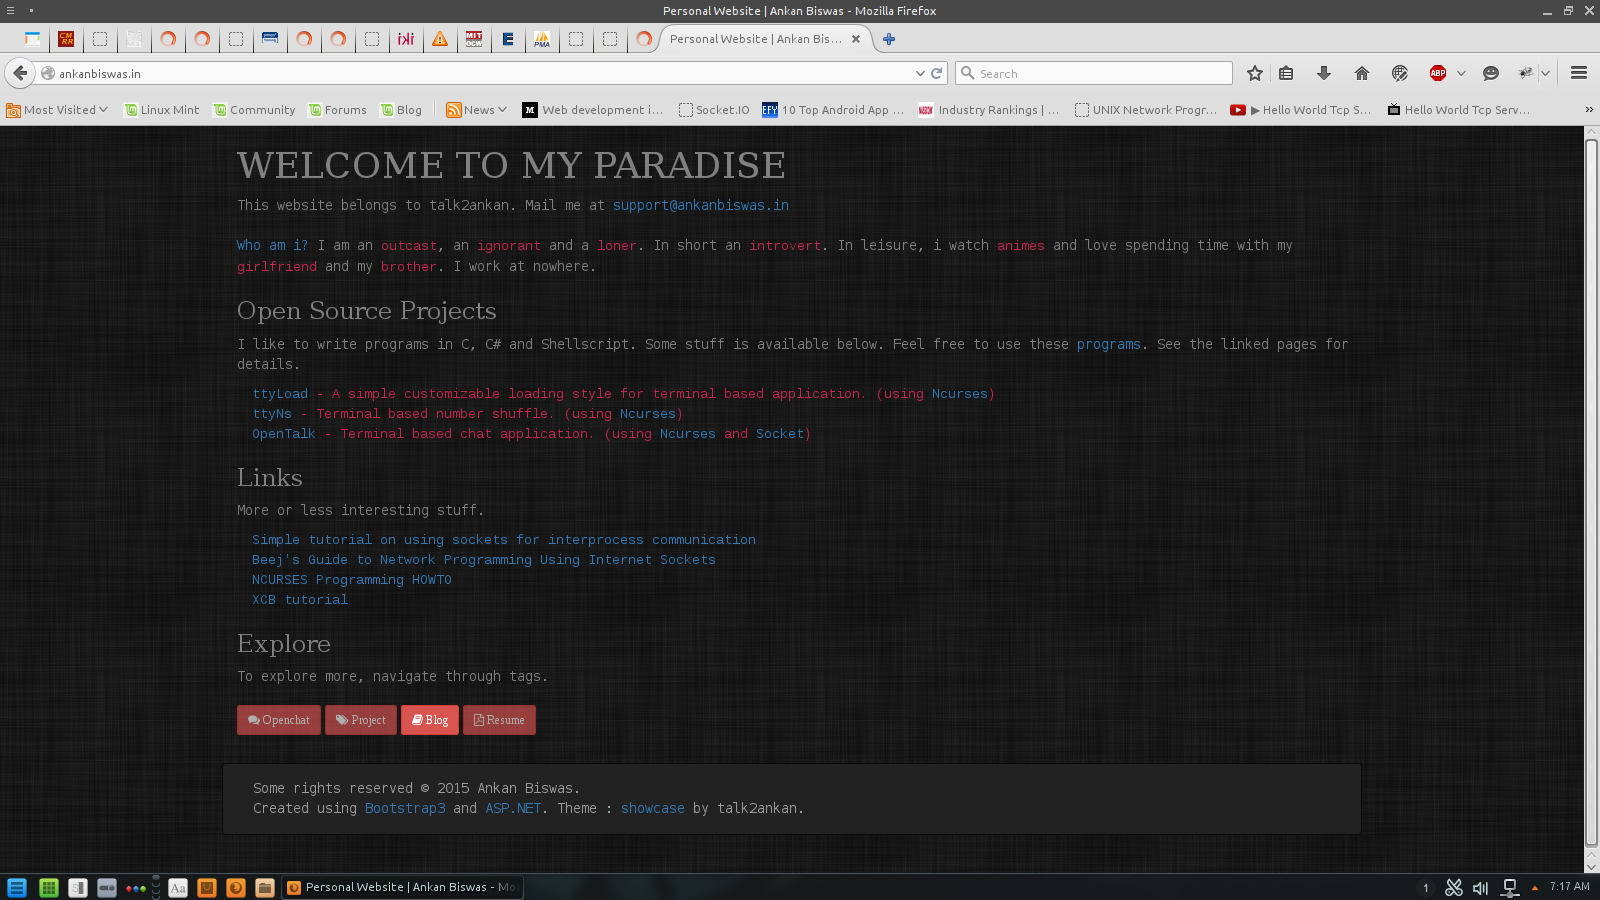 Personal Website | Ankan Biswas - Mozilla Firefox
CM
RR
iki
MIT
OCW
E
PMA
Personal Website | Ankan Bis...
ankanbiswas.in
Search
ABP
Most Visited
Linux Mint
Community
Forums
Blog
News
M
Web development i...
Socket.IO
EFY
10 Top Android App ...
Industry Rankings | ...
UNIX Network Progr...
▶ Hello World Tcp S...
Hello World Tcp Serv...
WELCOME TO MY PARADISE
This website belongs to talk2ankan. Mail me at support@ankanbiswas.in
Who am i? I am an outcast, an ignorant and a loner. In short an introvert. In leisure, i watch animes and love spending time with my
girlfriend and my brother. I work at nowhere.
Open Source Projects
I like to write programs in C, C# and Shellscript. Some stuff is available below. Feel free to use these programs. See the linked pages for
details.
ttyLoad - A simple customizable loading style for terminal based application. (using Ncurses)
ttyNs - Terminal based number shuffle. (using Ncurses)
OpenTalk - Terminal based chat application. (using Ncurses and Socket)
Links
More or less interesting stuff.
Simple tutorial on using sockets for interprocess communication
Beej's Guide to Network Programming Using Internet Sockets
NCURSES Programming HOWTO
XCB tutorial
Explore
To explore more, navigate through tags.
Openchat
Project
Blog
Resume
Some rights reserved © 2015 Ankan Biswas.
Created using Bootstrap3 and ASP.NET. Theme : showcase by talk2ankan.
S
Aa
Personal Website | Ankan Biswas - Mo
1
7:17 AM